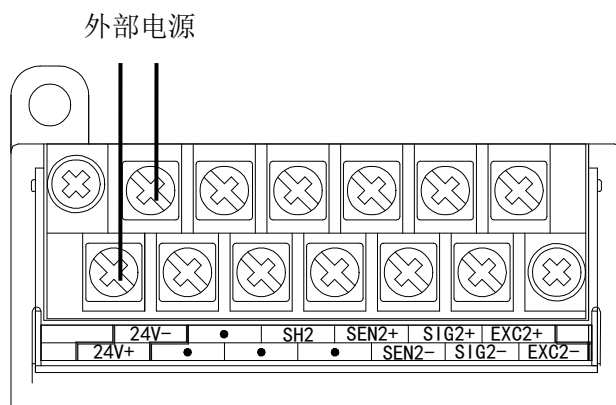 外部电源
24V- • SH2 SEN2+ SIG2+ EXC2+
24V+ • • • SEN2- SIG2- EXC2-